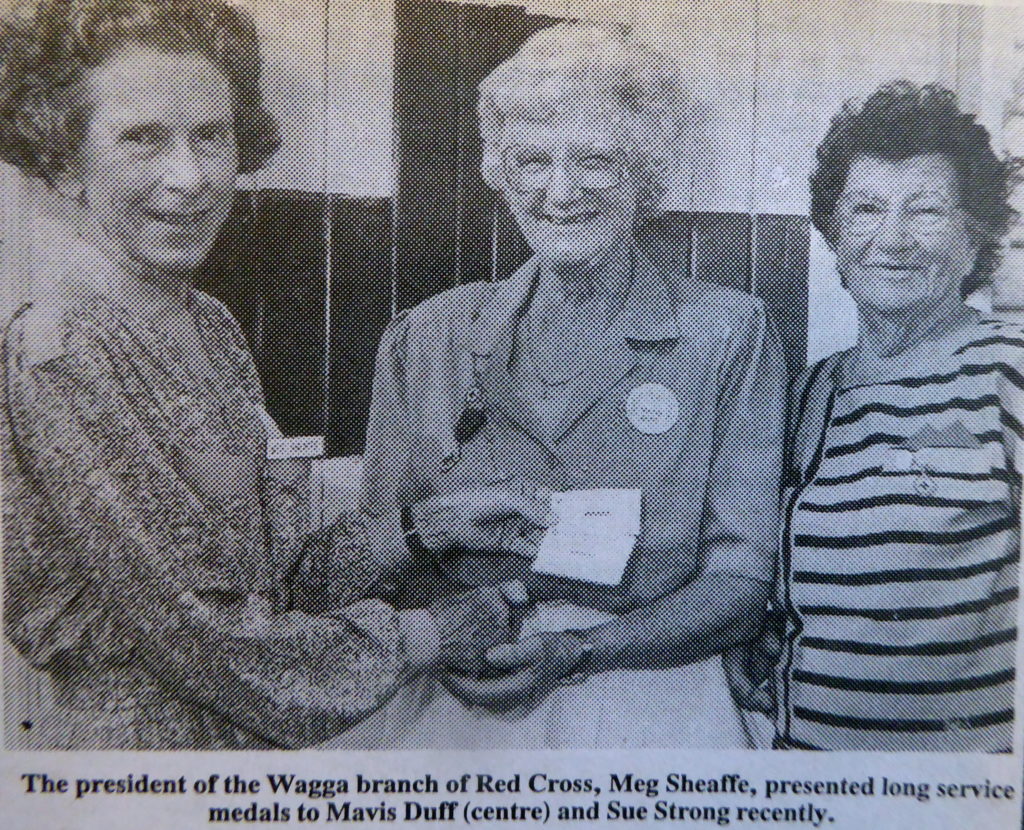 The president of the Wagga branch of Red Cross, Meg Sheaffe, presented long service
medals to Mavis Duff (centre) and Sue Strong recently.